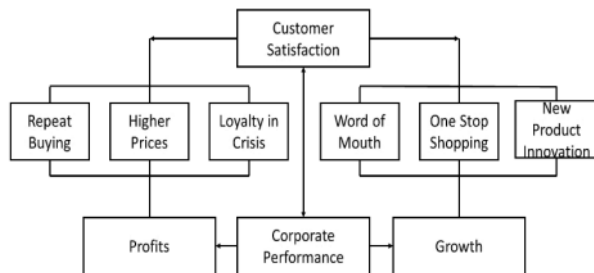 Customer
Satisfaction
Repeat
Buying
Higher
Prices
Loyalty in
Crisis
Word of
Mouth
One Stop
Shopping
New
Product
Innovation
Profits
Corporate
Performance
Growth